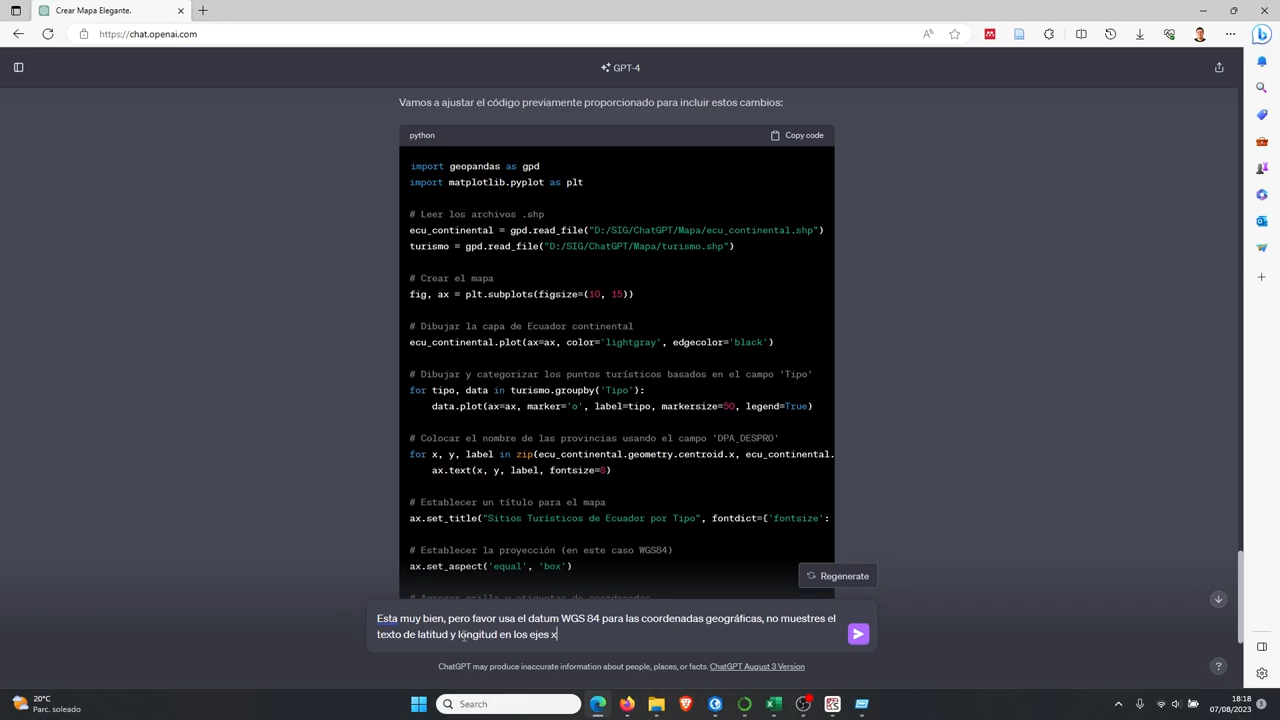 Crear Mapa Elegante.
https://chat.openai.com
GPT-4
Vamos a ajustar el código previamente proporcionado para incluir estos cambios:
python
Copy code
import geopandas as gpd
import matplotlib.pyplot as plt
# Leer los archivos .shp
ecu_continental = gpd.read_file("D:/SIG/ChatGPT/Mapa/ecu_continental.shp")
turismo = gpd.read_file("D:/SIG/ChatGPT/Mapa/turismo.shp")
# Crear el mapa
fig, ax = plt.subplots(figsize=(10, 15))
# Dibujar la capa de Ecuador continental
ecu_continental.plot(ax=ax, color='lightgray', edgecolor='black')
# Dibujar y categorizar los puntos turísticos basados en el campo 'Tipo'
for tipo, data in turismo.groupby('Tipo'):
data.plot(ax=ax, marker='o', label=tipo, markersize=50, legend=True)
# Colocar el nombre de las provincias usando el campo 'DPA_DESPRO'
for x, y, label in zip(ecu_continental.geometry.centroid.x, ecu_continental.
ax.text(x, y, label, fontsize=8)
# Establecer un título para el mapa
ax.set_title("Sitios Turísticos de Ecuador por Tipo", fontdict={'fontsize':
# Establecer la proyección (en este caso WGS84)
ax.set_aspect('equal', 'box')
# Agregar grilla y etiquetas de coordenadas
Regenerate
Esta muy bien, pero favor usa el datum WGS 84 para las coordenadas geográficas, no muestres el
texto de latitud y longitud en los ejes x
ChatGPT may produce inaccurate information about people, places, or facts. ChatGPT August 3 Version
?
20°C
Parc. soleado
Search
18:18
07/08/2023